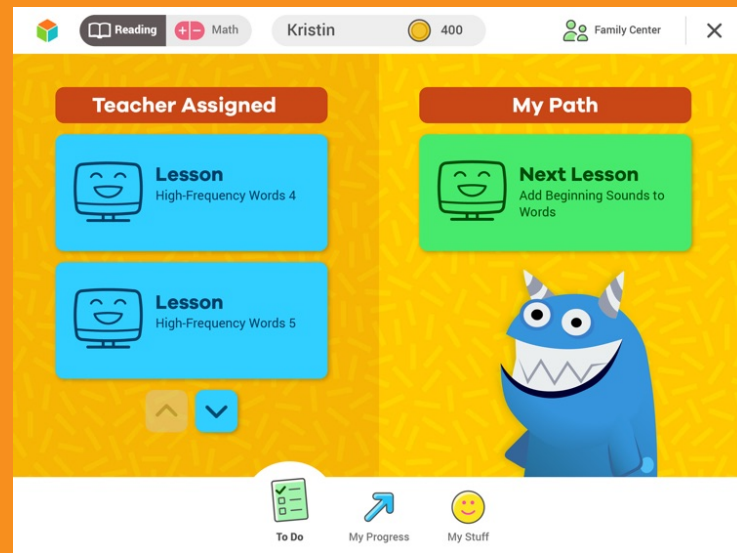 Reading
Math
Kristin
400
Family Center
Teacher Assigned
Lesson
High-Frequency Words 4
Lesson
High-Frequency Words 5
My Path
Next Lesson
Add Beginning Sounds to
Words
To Do
My Progress
My Stuff